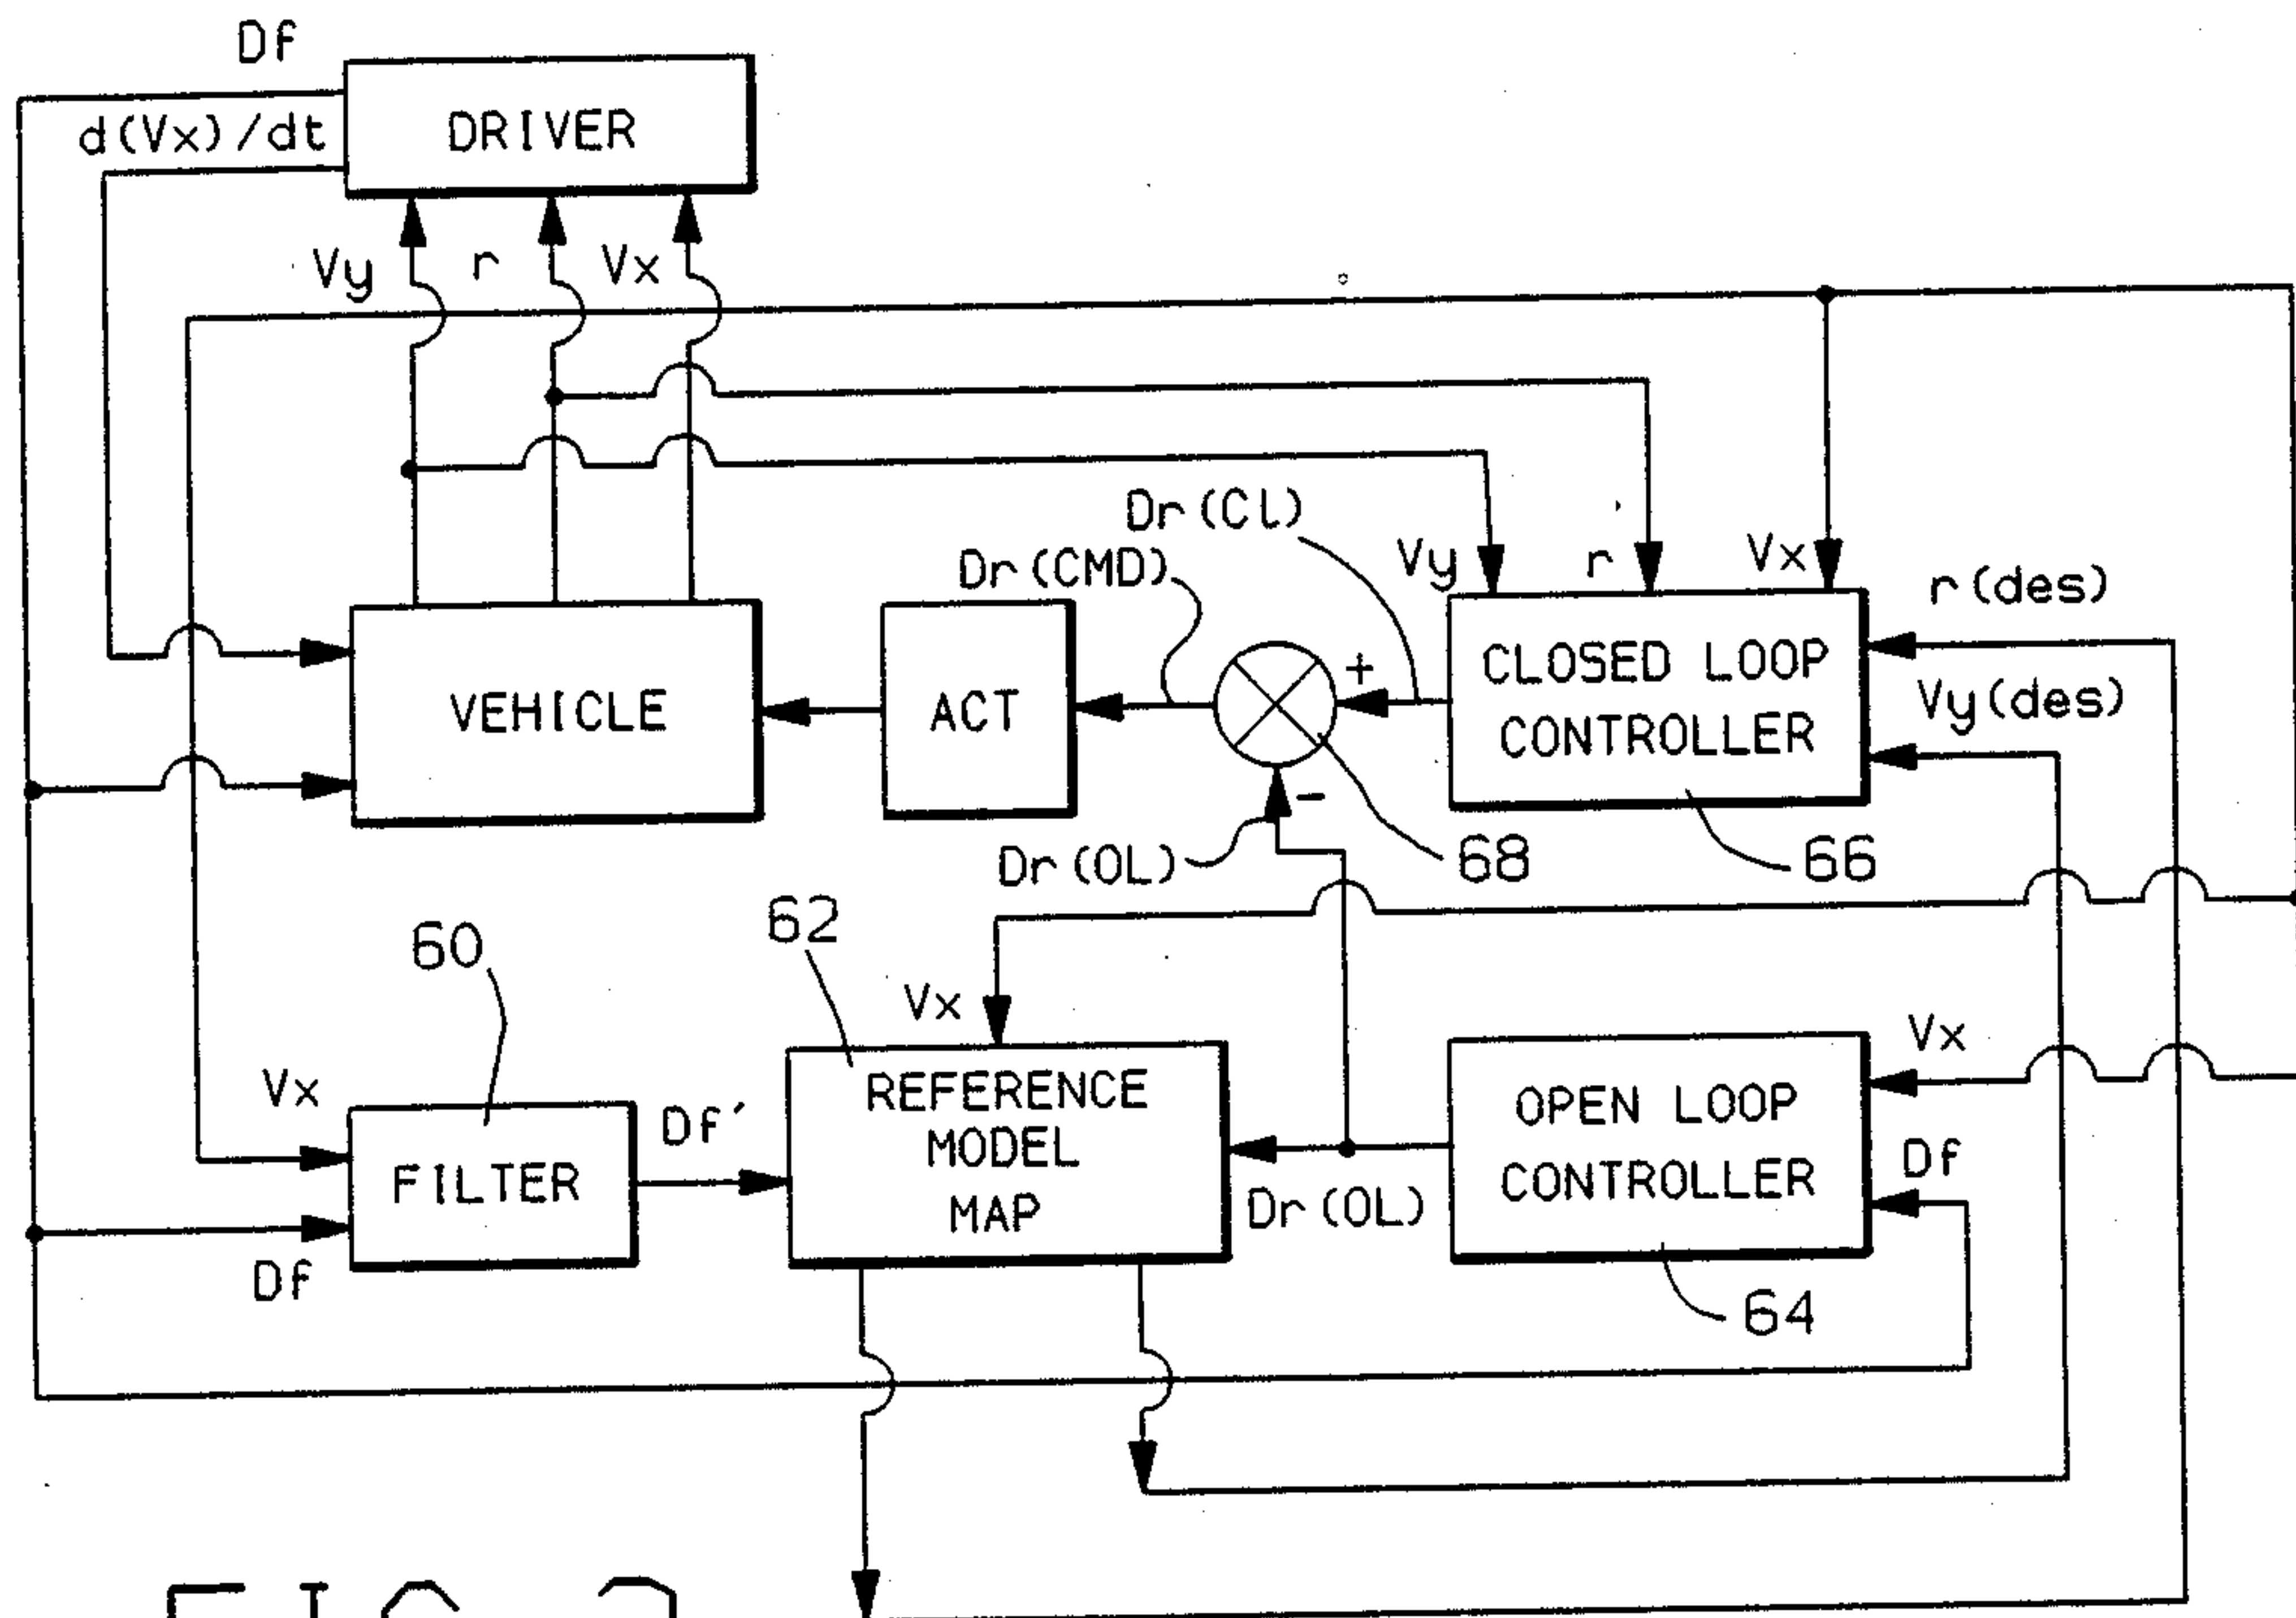 Df
DRIVER
d(Vx)/dt
Vy r Vx
Dr(CL)
Dr(CMD)
Vy r Vx
r(des)
VEHICLE
ACT
+
CLOSED LOOP
CONTROLLER
Vy(des)
-
Dr(OL)
68
66
62
60
Vx
Vx
Vx
Df´
REFERENCE
MODEL
MAP
OPEN LOOP
CONTROLLER
Df
FILTER
Dr(OL)
Df
64